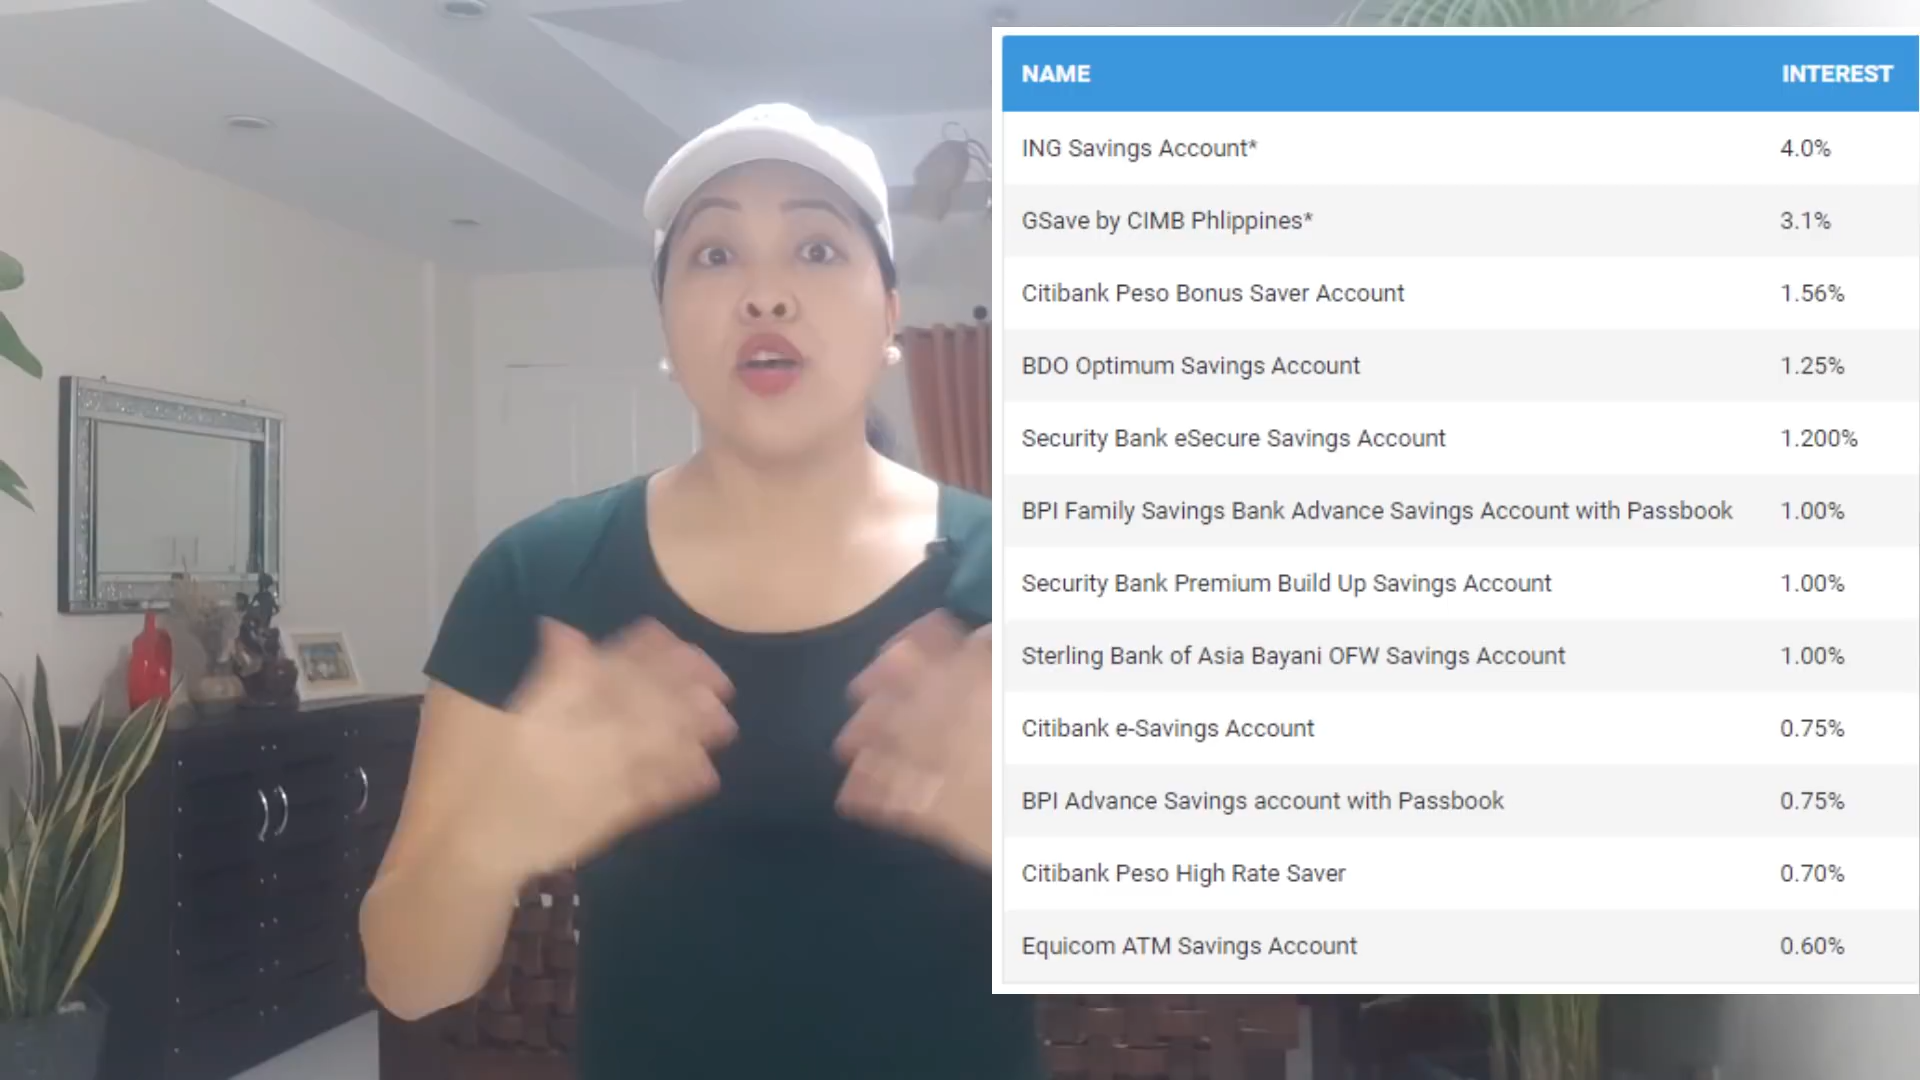 NAME INTEREST
ING Savings Account* 4.0%
GSave by CIMB Phlippines* 3.1%
Citibank Peso Bonus Saver Account 1.56%
BDO Optimum Savings Account 1.25%
Security Bank eSecure Savings Account 1.200%
BPI Family Savings Bank Advance Savings Account with Passbook 1.00%
Security Bank Premium Build Up Savings Account 1.00%
Sterling Bank of Asia Bayani OFW Savings Account 1.00%
Citibank e-Savings Account 0.75%
BPI Advance Savings account with Passbook 0.75%
Citibank Peso High Rate Saver 0.70%
Equicom ATM Savings Account 0.60%